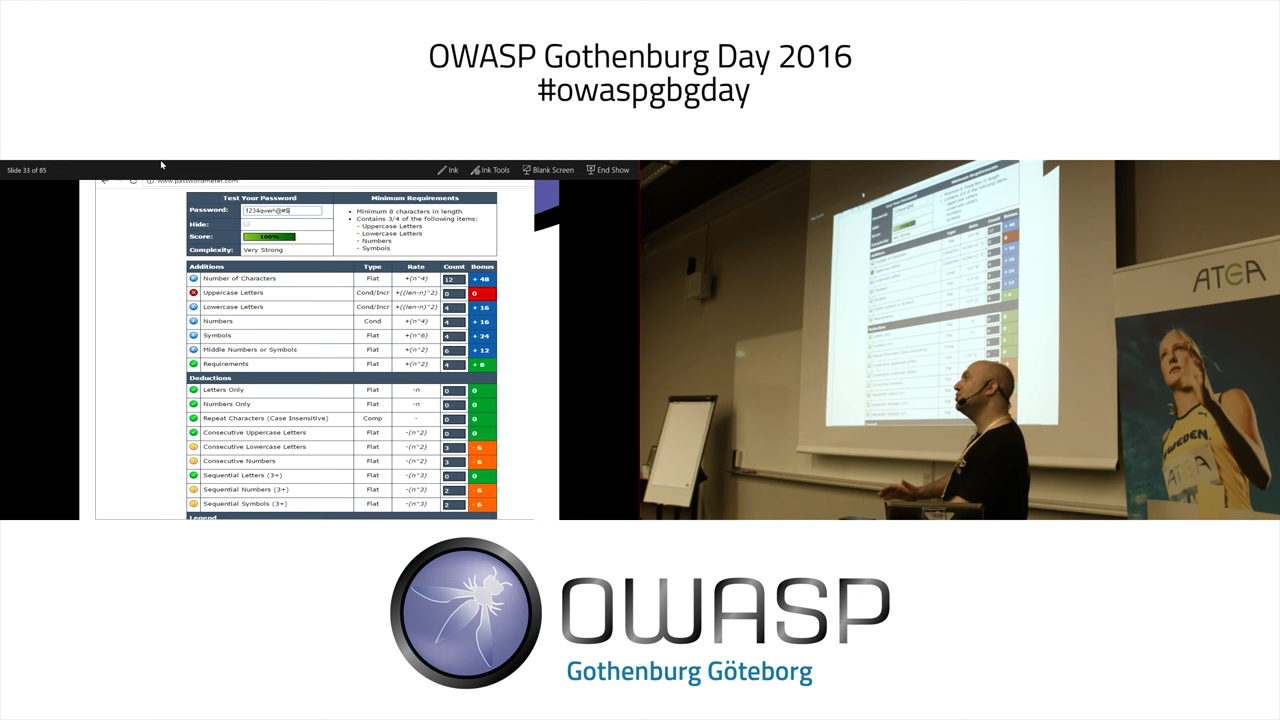 OWASP Gothenburg Day 2016
#owaspgbgday
Slide 33 of 85
Ink
Ink Tools
Blank Screen
End Show
www.passwordmeter.com
Test Your Password
Minimum Requirements
Password:
Hide:
Score: 100%
Complexity: Very Strong
• Minimum 8 characters in length
• Contains 3/4 of the following items:
- Uppercase Letters
- Lowercase Letters
- Numbers
- Symbols
Additions Type Rate Count Bonus
Number of Characters Flat +(n*4) 12 + 48
Uppercase Letters Cond/Incr +((len-n)*2) 0 0
Lowercase Letters Cond/Incr +((len-n)*2) 4 + 16
Numbers Cond +(n*4) 4 + 16
Symbols Flat +(n*6) 4 + 24
Middle Numbers or Symbols Flat +(n*2) 6 + 12
Requirements Flat +(n*2) 4 + 8
Deductions
Letters Only Flat -n 0 0
Numbers Only Flat -n 0 0
Repeat Characters (Case Insensitive) Comp - 0 0
Consecutive Uppercase Letters Flat -(n*2) 0 0
Consecutive Lowercase Letters Flat -(n*2) 3 - 6
Consecutive Numbers Flat -(n*2) 3 - 6
Sequential Letters (3+) Flat -(n*3) 0 0
Sequential Numbers (3+) Flat -(n*3) 2 - 6
Sequential Symbols (3+) Flat -(n*3) 2 - 6
Legend
Minimum Requirements
ATEA
SWEDEN
ATEA
OWASP
Gothenburg Göteborg